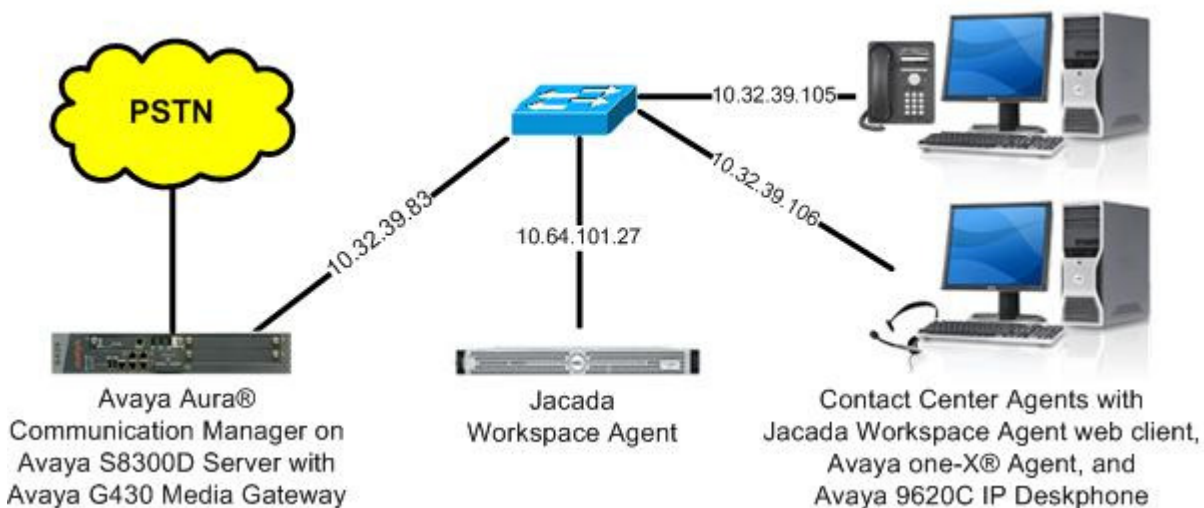 PSTN
10.32.39.105
10.32.39.106
10.32.39.83
10.64.101.27
Avaya Aura®
Communication Manager on
Avaya S8300D Server with
Avaya G430 Media Gateway
Jacada
Workspace Agent
Contact Center Agents with
Jacada Workspace Agent web client,
Avaya one-X® Agent, and
Avaya 9620C IP Deskphone